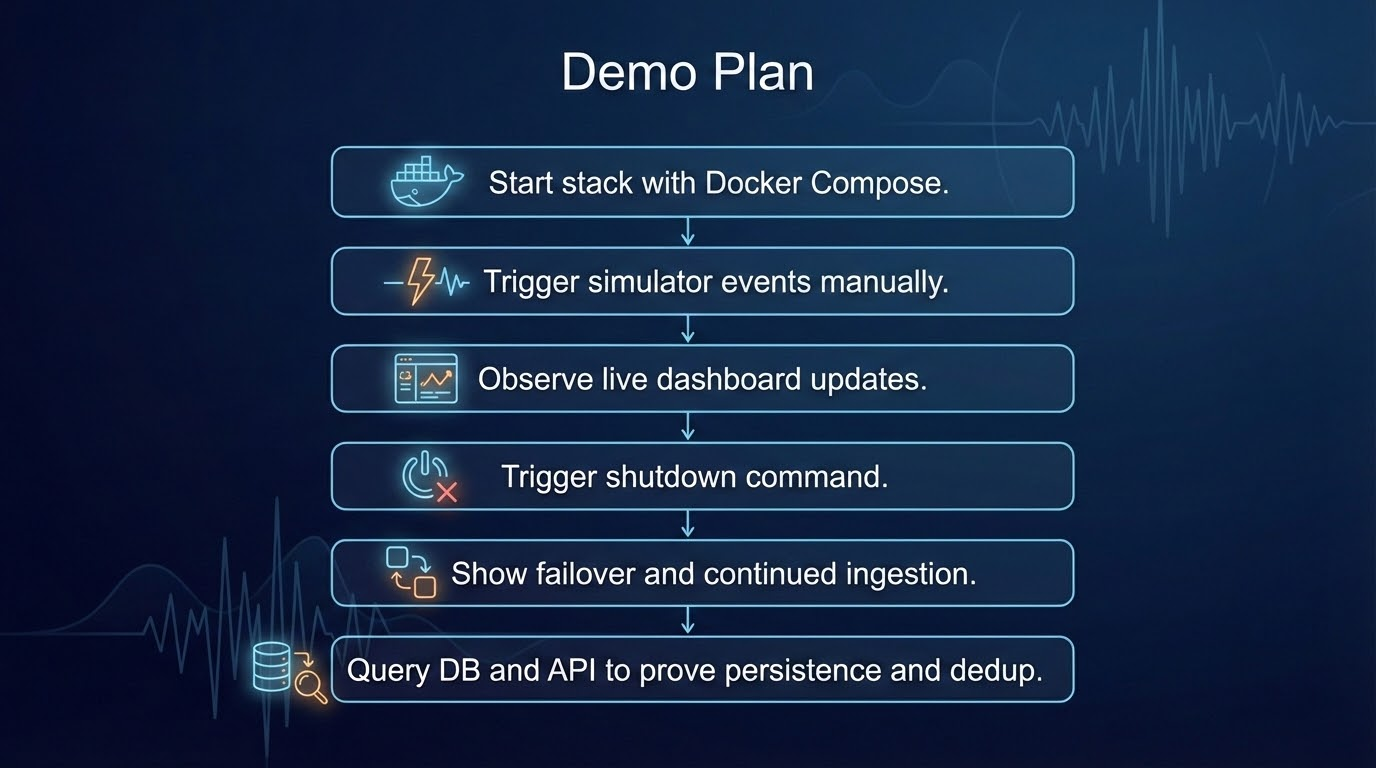 Demo Plan
Start stack with Docker Compose.
Trigger simulator events manually.
Observe live dashboard updates.
Trigger shutdown command.
Show failover and continued ingestion.
Query DB and API to prove persistence and dedup.